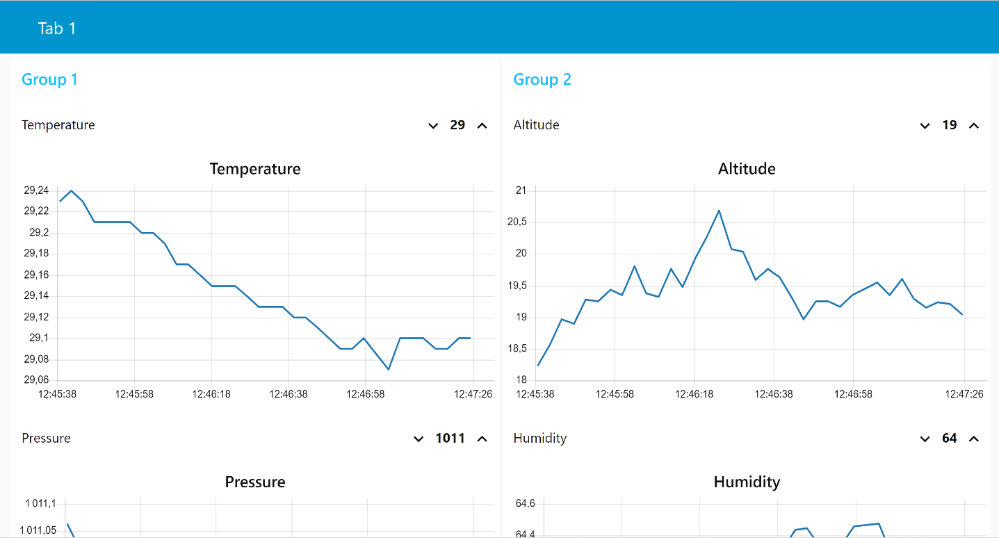 Tab 1
Group 1
Temperature 29
Temperature
29,24
29,22
29,2
29,18
29,16
29,14
29,12
29,1
29,08
29,06
12:45:38 12:45:58 12:46:18 12:46:38 12:46:58 12:47:26
Pressure 1011
Pressure
1 011,1
1 011,05
Group 2
Altitude 19
Altitude
21
20,5
20
19,5
19
18,5
18
12:45:38 12:45:58 12:46:18 12:46:38 12:46:58 12:47:26
Humidity 64
Humidity
64,6
64,4